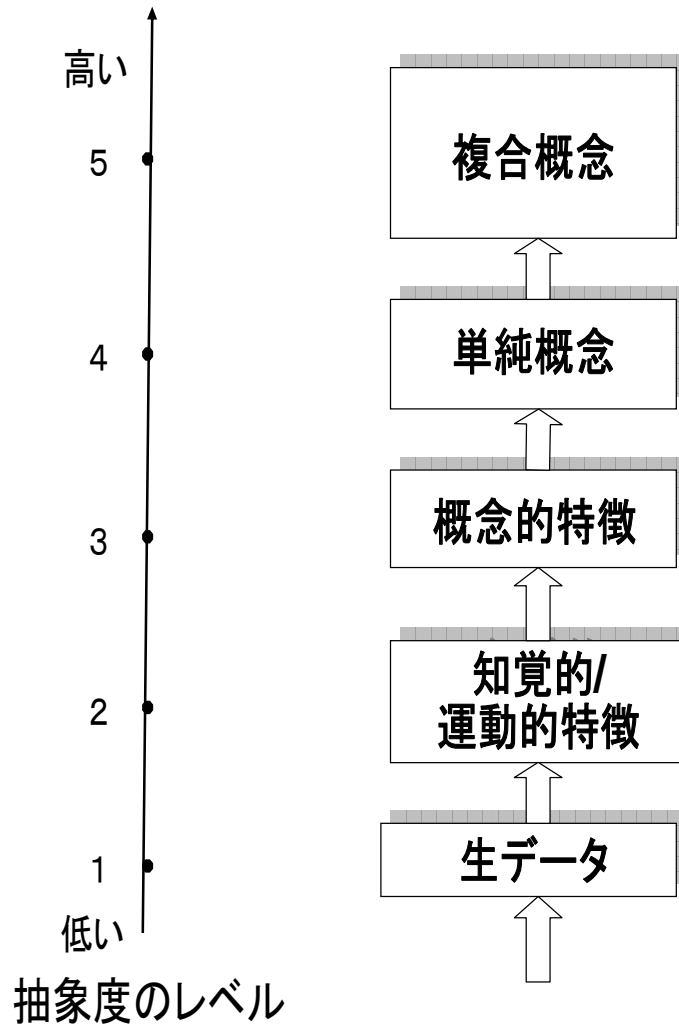 高い
5
複合概念
4
単純概念
3
概念的特徴
2
知覚的/
運動的特徴
1
生データ
低い
抽象度のレベル